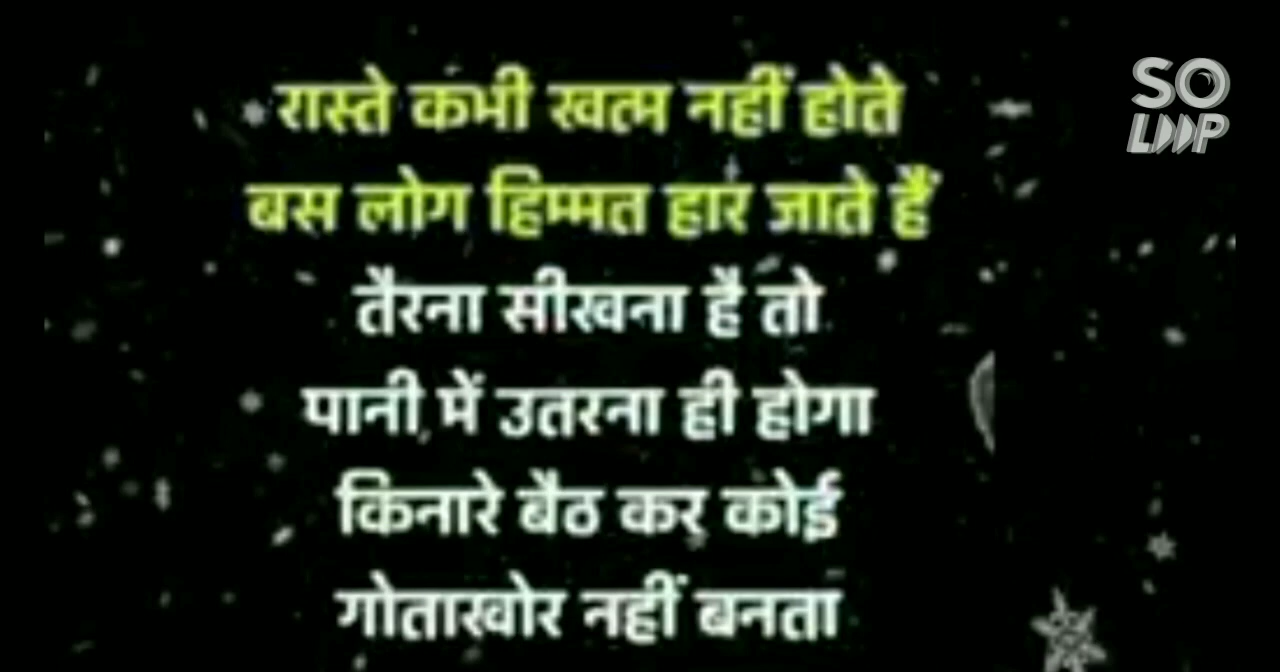 रास्ते कभी खत्म नहीं होते
बस लोग हिम्मत हार जाते हैं
तैरना सीखना है तो
पानी में उतरना ही होगा
किनारे बैठ कर कोई
गोताखोर नहीं बनता
SO
LOOP